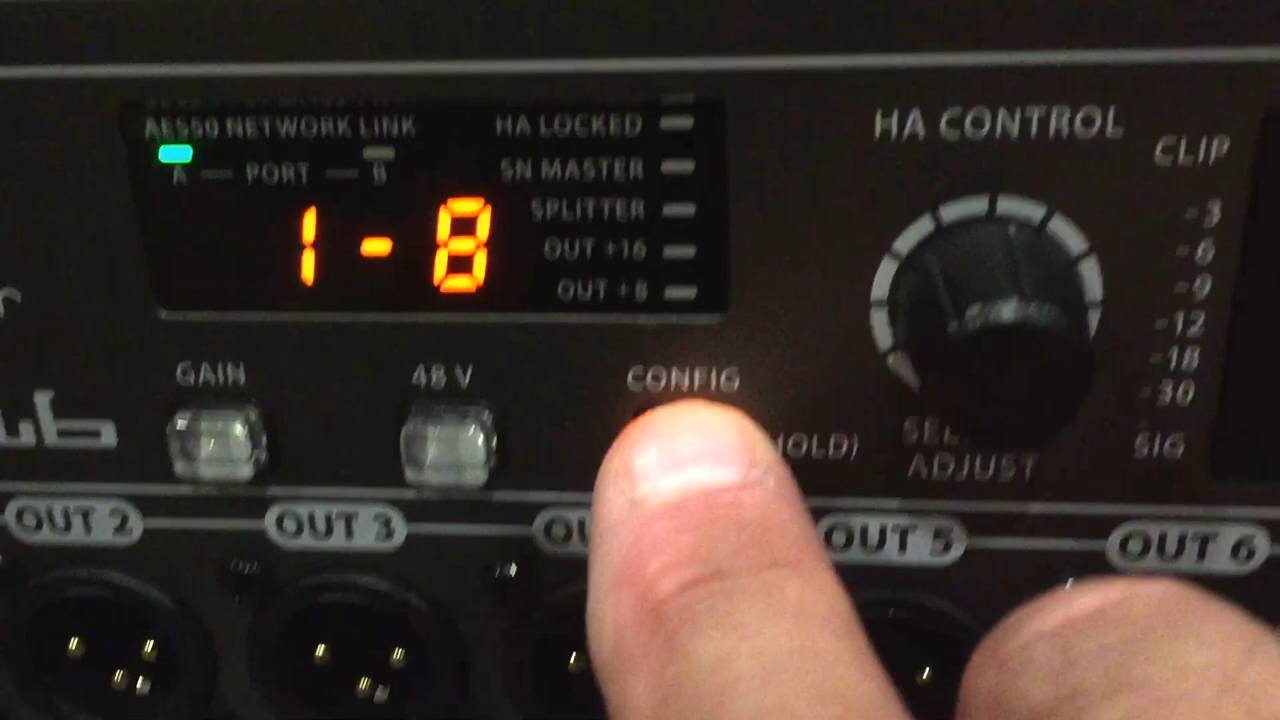 AES50 NETWORK LINK
A PORT B
HA LOCKED
SN MASTER
SPLITTER
OUT +16
OUT +8
1-8
HA CONTROL
CLIP
-3
-6
-9
-12
-18
-30
SIG
GAIN
48 V
CONFIG
ADJUST
OUT 2
OUT 3
OUT 5
OUT 6